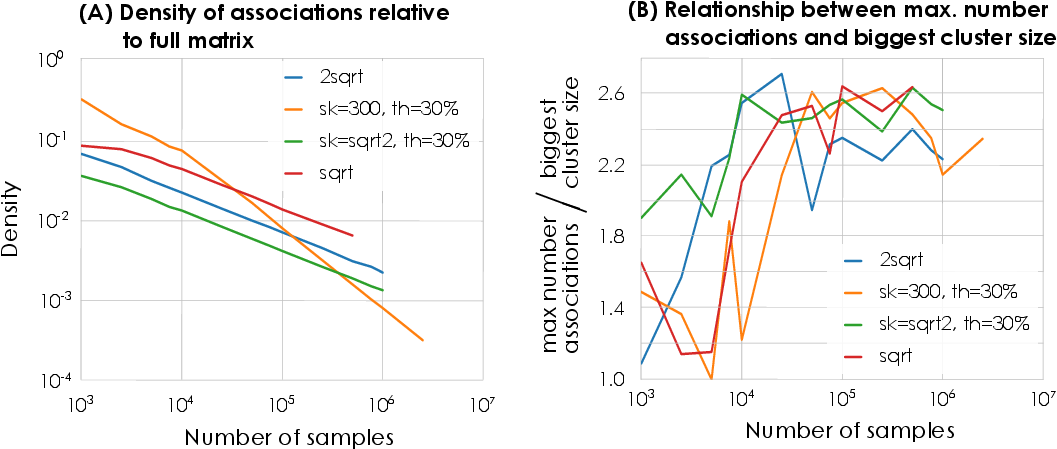 (A) Density of associations relative
to full matrix
10^0
10^-1
10^-2
10^-3
10^-4
Density
2sqrt
sk=300, th=30%
sk=sqrt2, th=30%
sqrt
10^3
10^4
10^5
10^6
10^7
Number of samples
(B) Relationship between max. number
associations and biggest cluster size
2.6
2.2
1.8
1.4
1.0
max number
associations
/
biggest
cluster size
2sqrt
sk=300, th=30%
sk=sqrt2, th=30%
sqrt
10^3
10^4
10^5
10^6
10^7
Number of samples